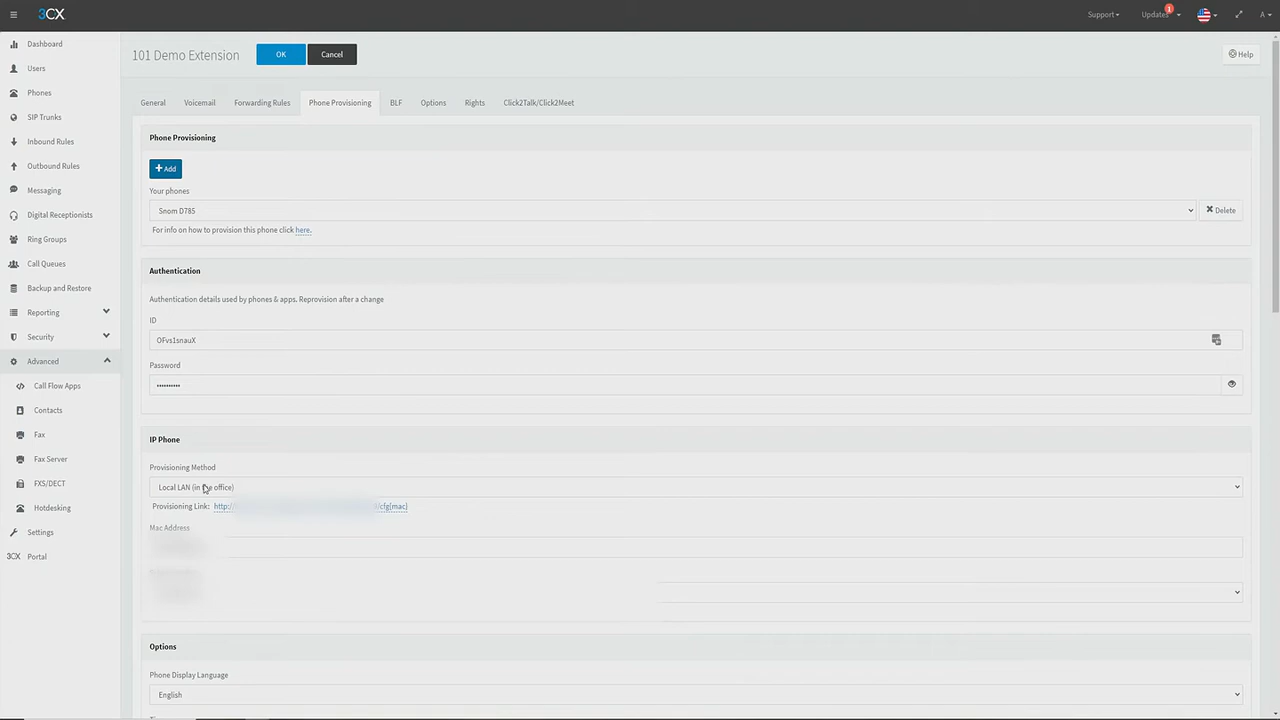 3CX
Support
Updates
1
A
Dashboard
Users
Phones
SIP Trunks
Inbound Rules
Outbound Rules
Messaging
Digital Receptionists
Ring Groups
Call Queues
Backup and Restore
Reporting
Security
Advanced
Call Flow Apps
Contacts
Fax
Fax Server
FXS/DECT
Hotdesking
Settings
3CX Portal
101 Demo Extension
OK
Cancel
Help
General
Voicemail
Forwarding Rules
Phone Provisioning
BLF
Options
Rights
Click2Talk/Click2Meet
Phone Provisioning
Add
Your phones
Snom D785
Delete
For info on how to provision this phone click here.
Authentication
Authentication details used by phones & apps. Reprovision after a change
ID
OFvs1snauX
Password
••••••••••
IP Phone
Provisioning Method
Local LAN (in the office)
Provisioning Link: http:/ /cfg{mac}
Mac Address
Options
Phone Display Language
English